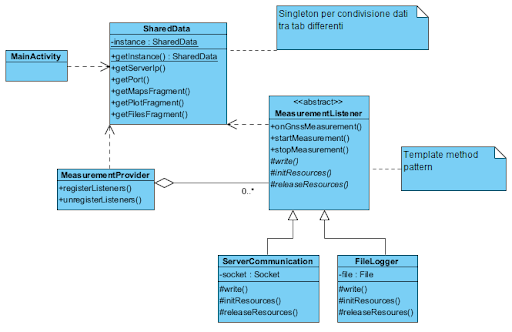 SharedData
-instance : SharedData
+getInstance() : SharedData
+getServerIp()
+getPort()
+getMapsFragment()
+getPlotFragment()
+getFilesFragment()
Singleton per condivisione dati
tra tab differenti
MainActivity
<<abstract>>
MeasurementListener
+onGnssMeasurement()
+startMeasurement()
+stopMeasurement()
#write()
#initResources()
#releaseResources()
Template method
pattern
MeasurementProvider
+registerListeners()
+unregisterListeners()
0..*
ServerCommunication
-socket : Socket
#write()
#initResources()
#releaseResources()
FileLogger
-file : File
#write()
#initResources()
#releaseResoures()